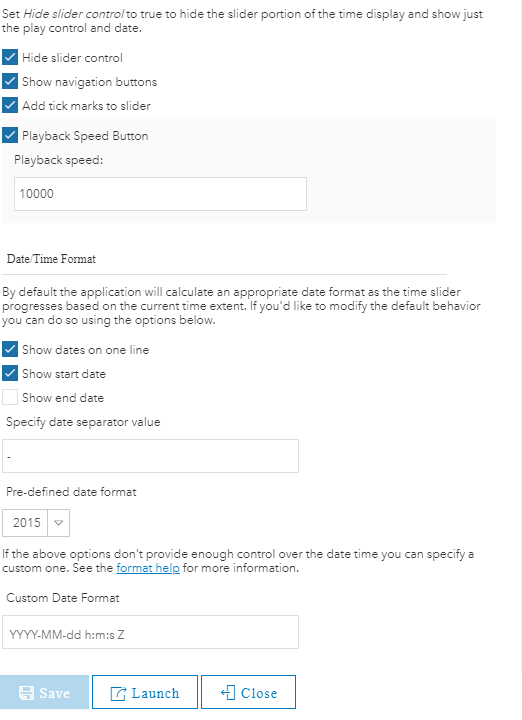 Set Hide slider control to true to hide the slider portion of the time display and show just
the play control and date.
Hide slider control
Show navigation buttons
Add tick marks to slider
Playback Speed Button
Playback speed:
10000
Date/Time Format
By default the application will calculate an appropriate date format as the time slider
progresses based on the current time extent. If you'd like to modify the default behavior
you can do so using the options below.
Show dates on one line
Show start date
Show end date
Specify date separator value
-
Pre-defined date format
2015
If the above options don't provide enough control over the date time you can specify a
custom one. See the format help for more information.
Custom Date Format
YYYY-MM-dd h:m:s Z
Save Launch Close